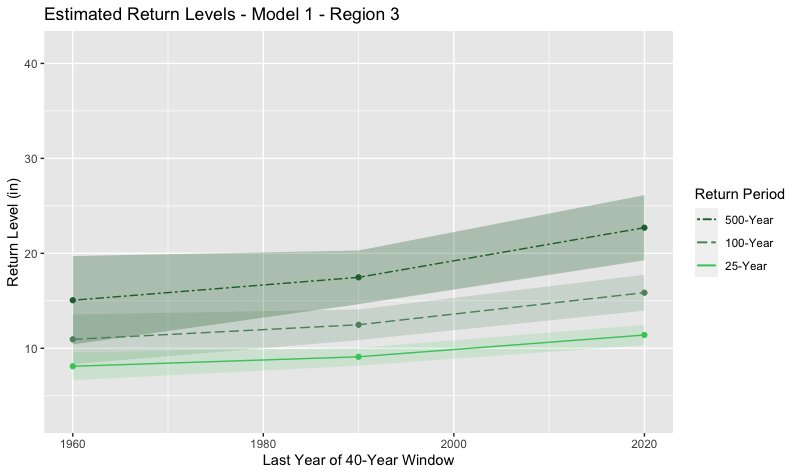 Estimated Return Levels - Model 1 - Region 3
Return Level (in)
40
30
20
10
1960
1980
2000
2020
Last Year of 40-Year Window
Return Period
500-Year
100-Year
25-Year